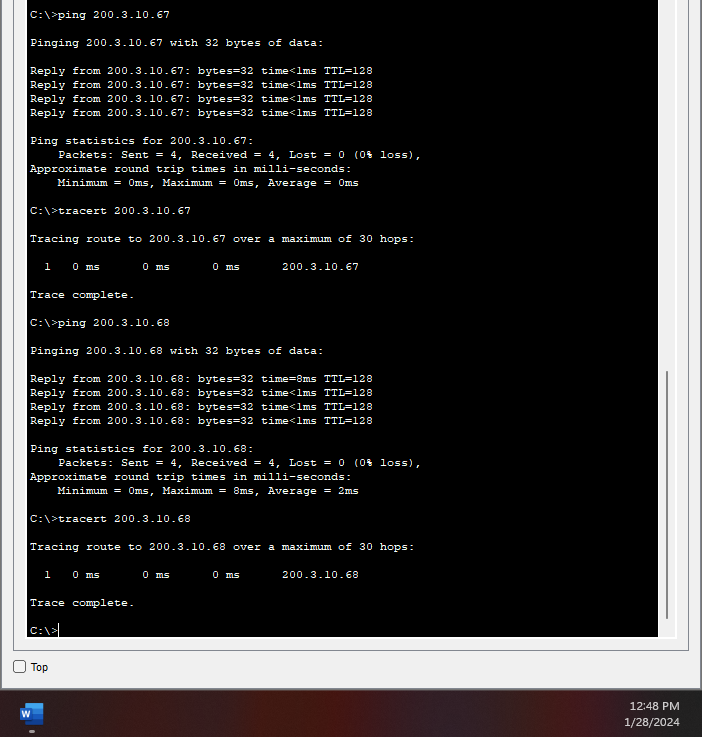 C:\>ping 200.3.10.67
Pinging 200.3.10.67 with 32 bytes of data:
Reply from 200.3.10.67: bytes=32 time<1ms TTL=128
Reply from 200.3.10.67: bytes=32 time<1ms TTL=128
Reply from 200.3.10.67: bytes=32 time<1ms TTL=128
Reply from 200.3.10.67: bytes=32 time<1ms TTL=128
Ping statistics for 200.3.10.67:
    Packets: Sent = 4, Received = 4, Lost = 0 (0% loss),
Approximate round trip times in milli-seconds:
    Minimum = 0ms, Maximum = 0ms, Average = 0ms
C:\>tracert 200.3.10.67
Tracing route to 200.3.10.67 over a maximum of 30 hops:
  1   0 ms      0 ms      0 ms      200.3.10.67
Trace complete.
C:\>ping 200.3.10.68
Pinging 200.3.10.68 with 32 bytes of data:
Reply from 200.3.10.68: bytes=32 time=8ms TTL=128
Reply from 200.3.10.68: bytes=32 time<1ms TTL=128
Reply from 200.3.10.68: bytes=32 time<1ms TTL=128
Reply from 200.3.10.68: bytes=32 time<1ms TTL=128
Ping statistics for 200.3.10.68:
    Packets: Sent = 4, Received = 4, Lost = 0 (0% loss),
Approximate round trip times in milli-seconds:
    Minimum = 0ms, Maximum = 8ms, Average = 2ms
C:\>tracert 200.3.10.68
Tracing route to 200.3.10.68 over a maximum of 30 hops:
  1   0 ms      0 ms      0 ms      200.3.10.68
Trace complete.
C:\>
Top
W
12:48 PM
1/28/2024